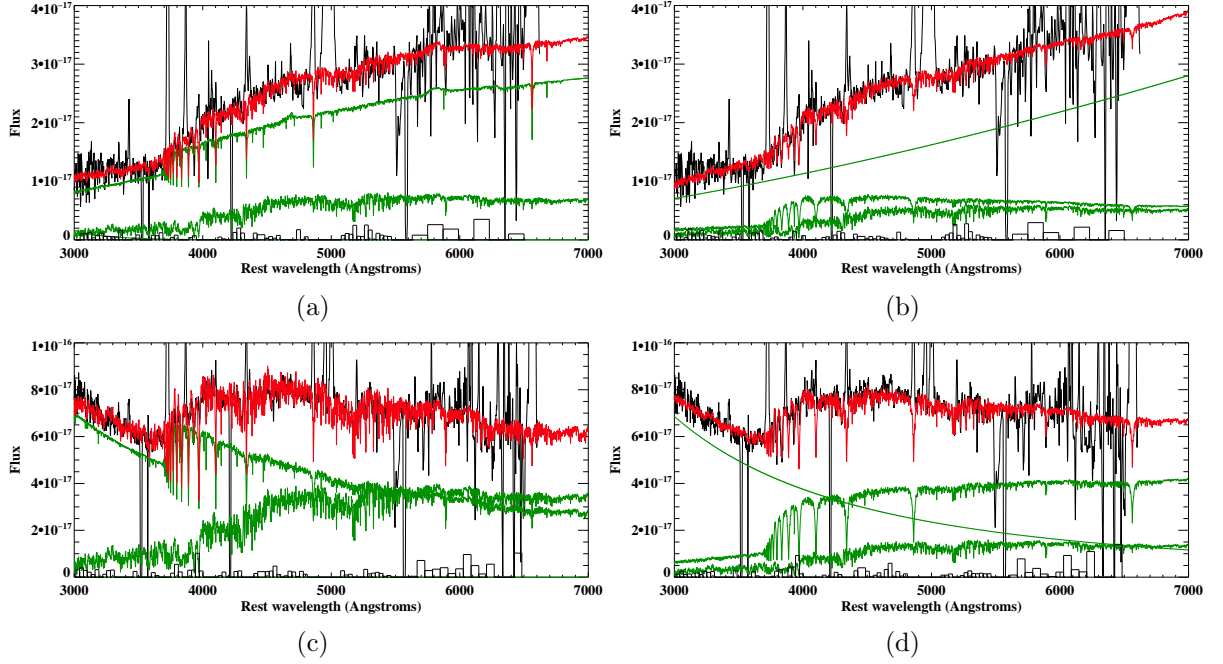 4•10⁻¹⁷
3•10⁻¹⁷
2•10⁻¹⁷
1•10⁻¹⁷
0
Flux
3000 4000 5000 6000 7000
Rest wavelength (Angstroms)
(a)
4•10⁻¹⁷
3•10⁻¹⁷
2•10⁻¹⁷
1•10⁻¹⁷
0
Flux
3000 4000 5000 6000 7000
Rest wavelength (Angstroms)
(b)
1•10⁻¹⁶
8•10⁻¹⁷
6•10⁻¹⁷
4•10⁻¹⁷
2•10⁻¹⁷
0
Flux
3000 4000 5000 6000 7000
Rest wavelength (Angstroms)
(c)
1•10⁻¹⁶
8•10⁻¹⁷
6•10⁻¹⁷
4•10⁻¹⁷
2•10⁻¹⁷
0
Flux
3000 4000 5000 6000 7000
Rest wavelength (Angstroms)
(d)